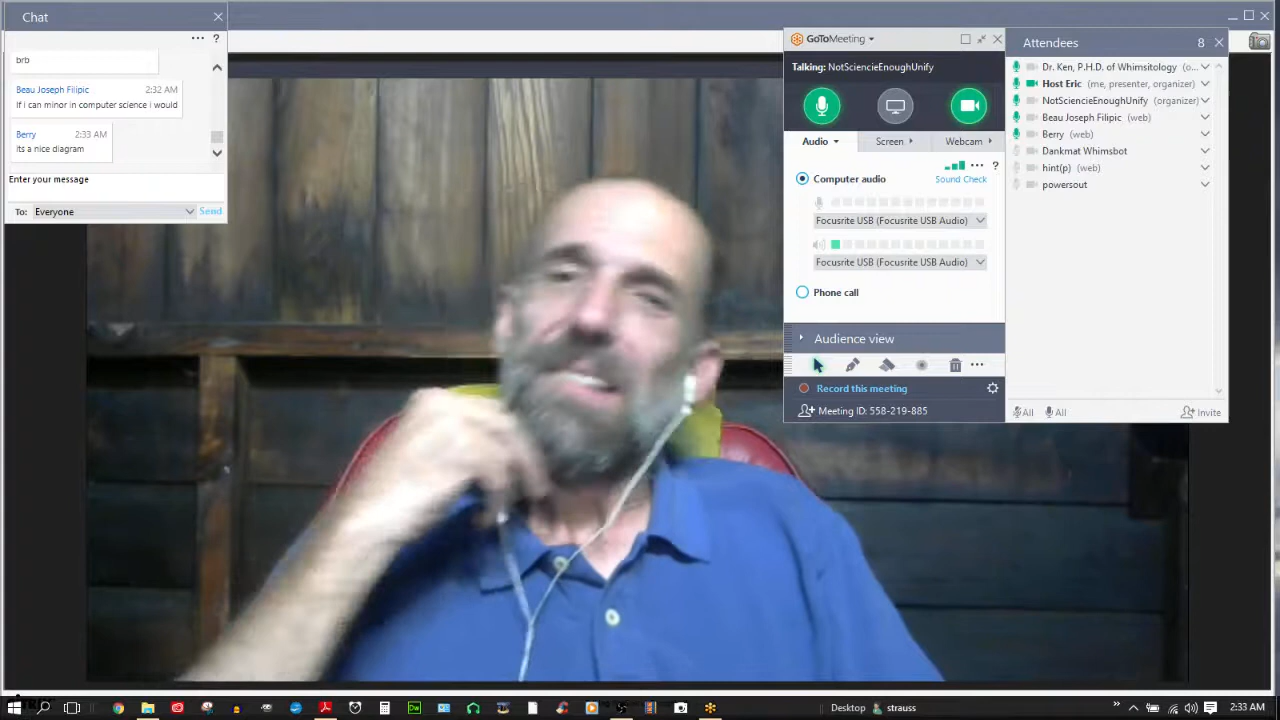 Chat
brb
Beau Joseph Filipic 2:32 AM
If i can minor in computer science i would
Berry 2:33 AM
its a nice diagram
Enter your message
To: Everyone Send
GoToMeeting
Talking: NotScienceEnoughUnify
Audio Screen Webcam
Computer audio Sound Check
Focusrite USB (Focusrite USB Audio)
Focusrite USB (Focusrite USB Audio)
Phone call
Audience view
Record this meeting
Meeting ID: 558-219-885
Attendees 8
Dr. Ken, P.H.D. of Whimsitology (o...
Host Eric (me, presenter, organizer)
NotScienceEnoughUnify (organizer)
Beau Joseph Filipic (web)
Berry (web)
Dankmat Whimsbot
hint(p) (web)
powersout
All All Invite
Dw
Desktop strauss 2:33 AM